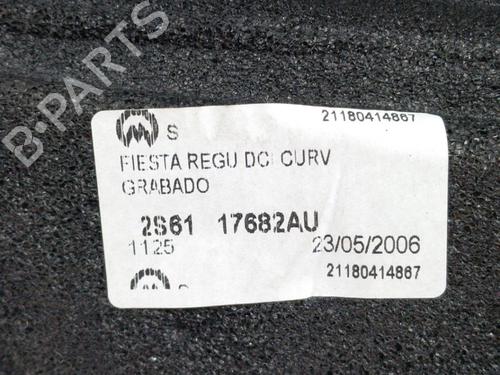 S 21180414867
FIESTA REGU DCI CURV
GRABADO
2S61 17682AU
1125 23/05/2006
21180414867
B-PARTS